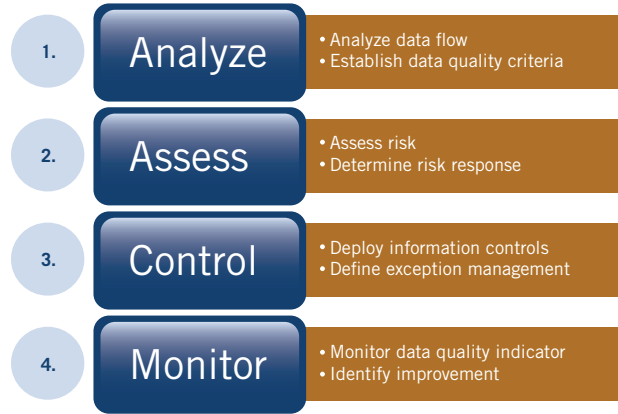 1.
Analyze
• Analyze data flow
• Establish data quality criteria
2.
Assess
• Assess risk
• Determine risk response
3.
Control
• Deploy information controls
• Define exception management
4.
Monitor
• Monitor data quality indicator
• Identify improvement